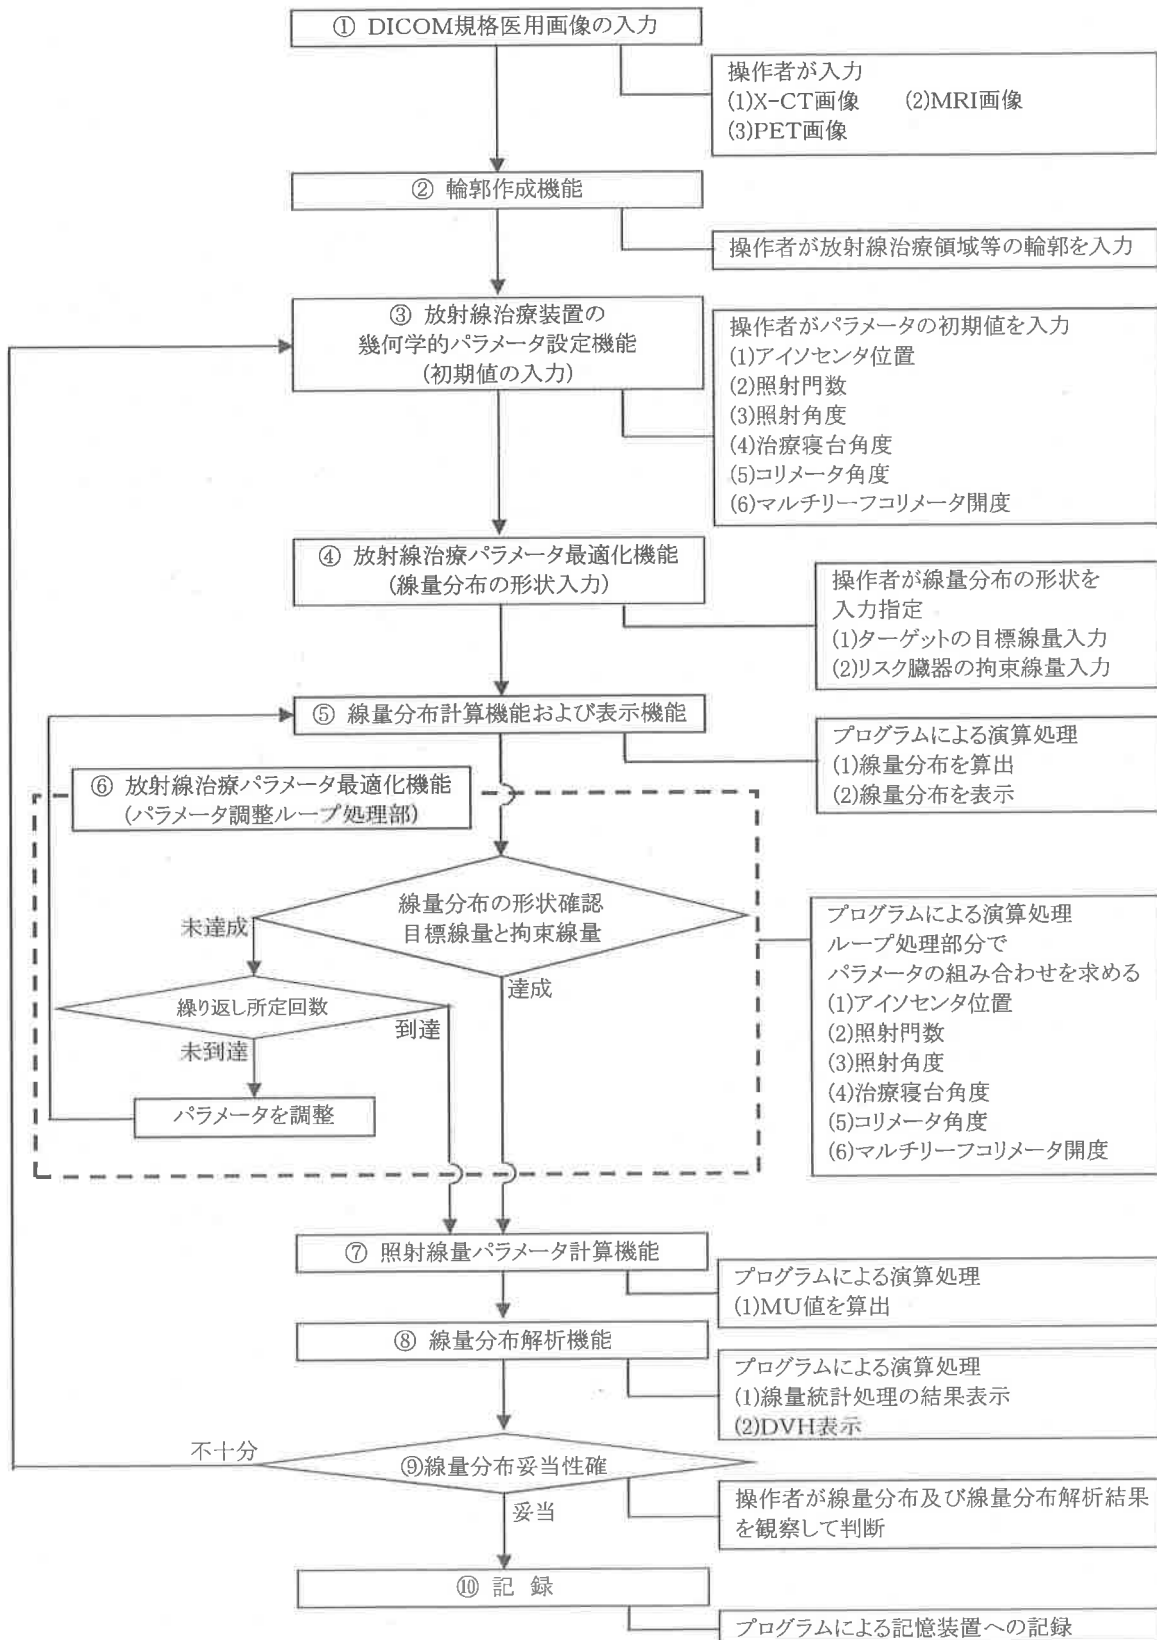 ① DICOM規格医用画像の入力
操作者が入力
(1)X-CT画像 (2)MRI画像
(3)PET画像
② 輪郭作成機能
操作者が放射線治療領域等の輪郭を入力
③ 放射線治療装置の
幾何学的パラメータ設定機能
(初期値の入力)
操作者がパラメータの初期値を入力
(1)アイソセンタ位置
(2)照射門数
(3)照射角度
(4)治療寝台角度
(5)コリメータ角度
(6)マルチリーフコリメータ開度
④ 放射線治療パラメータ最適化機能
(線量分布の形状入力)
操作者が線量分布の形状を
入力指定
(1)ターゲットの目標線量入力
(2)リスク臓器の拘束線量入力
⑤ 線量分布計算機能および表示機能
プログラムによる演算処理
(1)線量分布を算出
(2)線量分布を表示
⑥ 放射線治療パラメータ最適化機能
(パラメータ調整ループ処理部)
線量分布の形状確認
目標線量と拘束線量
未達成
達成
繰り返し所定回数
到達
未到達
パラメータを調整
プログラムによる演算処理
ループ処理部分で
パラメータの組み合わせを求める
(1)アイソセンタ位置
(2)照射門数
(3)照射角度
(4)治療寝台角度
(5)コリメータ角度
(6)マルチリーフコリメータ開度
⑦ 照射線量パラメータ計算機能
プログラムによる演算処理
(1)MU値を算出
⑧ 線量分布解析機能
プログラムによる演算処理
(1)線量統計処理の結果表示
(2)DVH表示
不十分
⑨線量分布妥当性確
妥当
操作者が線量分布及び線量分布解析結果
を観察して判断
⑩ 記 録
プログラムによる記憶装置への記録